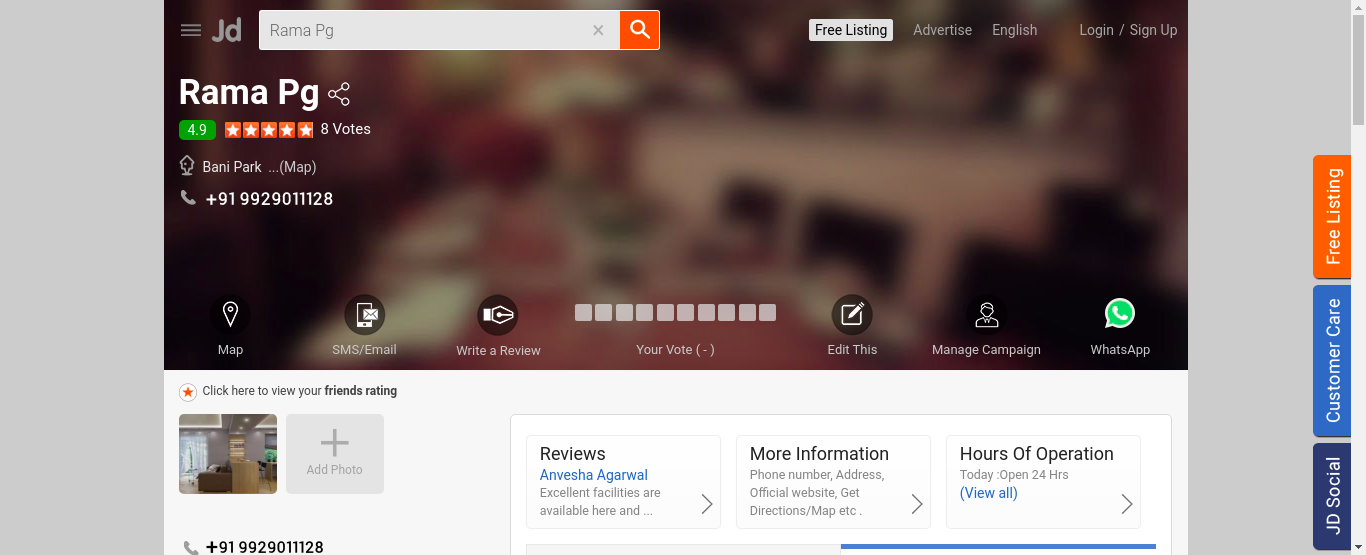 Jd Rama Pg × Free Listing Advertise English Login / Sign Up
Rama Pg
4.9 8 Votes
Bani Park ...(Map)
+91 9929011128
Map SMS/Email Write a Review Your Vote ( - ) Edit This Manage Campaign WhatsApp
Click here to view your friends rating
Add Photo
+91 9929011128
Reviews
Anvesha Agarwal
Excellent facilities are
available here and ...
More Information
Phone number, Address,
Official website, Get
Directions/Map etc .
Hours Of Operation
Today :Open 24 Hrs
(View all)
Free Listing
Customer Care
JD Social